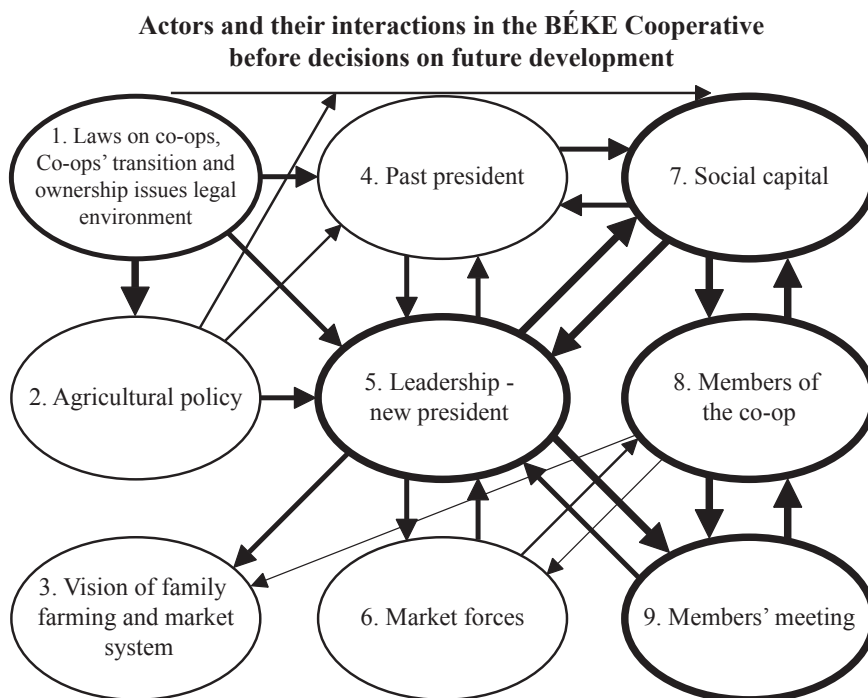 Actors and their interactions in the BÉKE Cooperative
before decisions on future development
1. Laws on co-ops,
Co-ops’ transition and
ownership issues legal
environment
4. Past president
7. Social capital
2. Agricultural policy
5. Leadership -
new president
8. Members of
the co-op
3. Vision of family
farming and market
system
6. Market forces
9. Members’ meeting